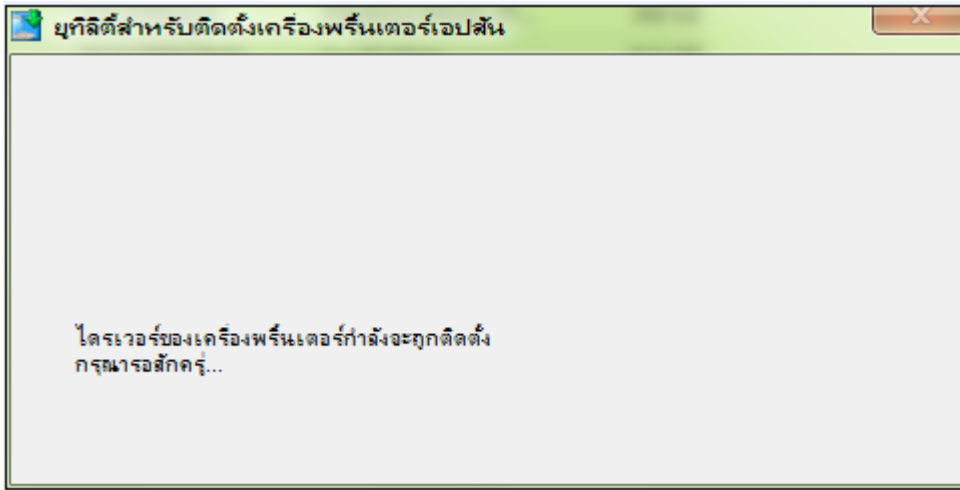 ยูทิลิตี้สำหรับติดตั้งเครื่องพริ้นเตอร์เอปสัน
ไดรเวอร์ของเครื่องพริ้นเตอร์กำลังจะถูกติดตั้ง
กรุณารอสักครู่...